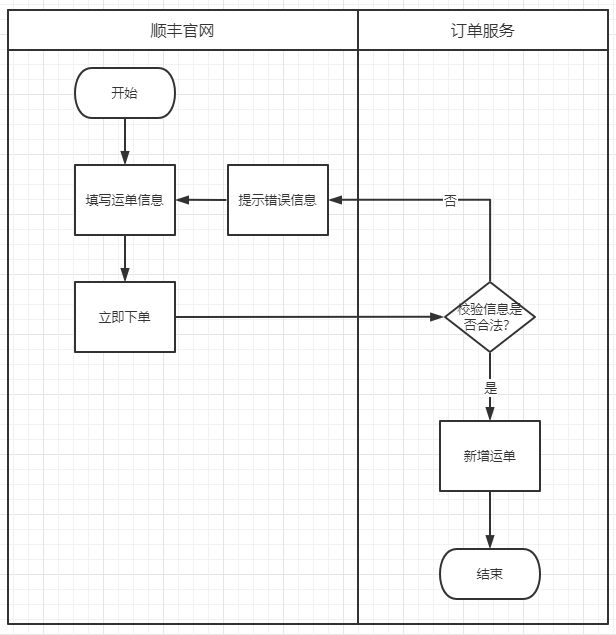 顺丰官网
订单服务
开始
填写运单信息
提示错误信息
否
立即下单
校验信息是
否合法?
是
新增运单
结束